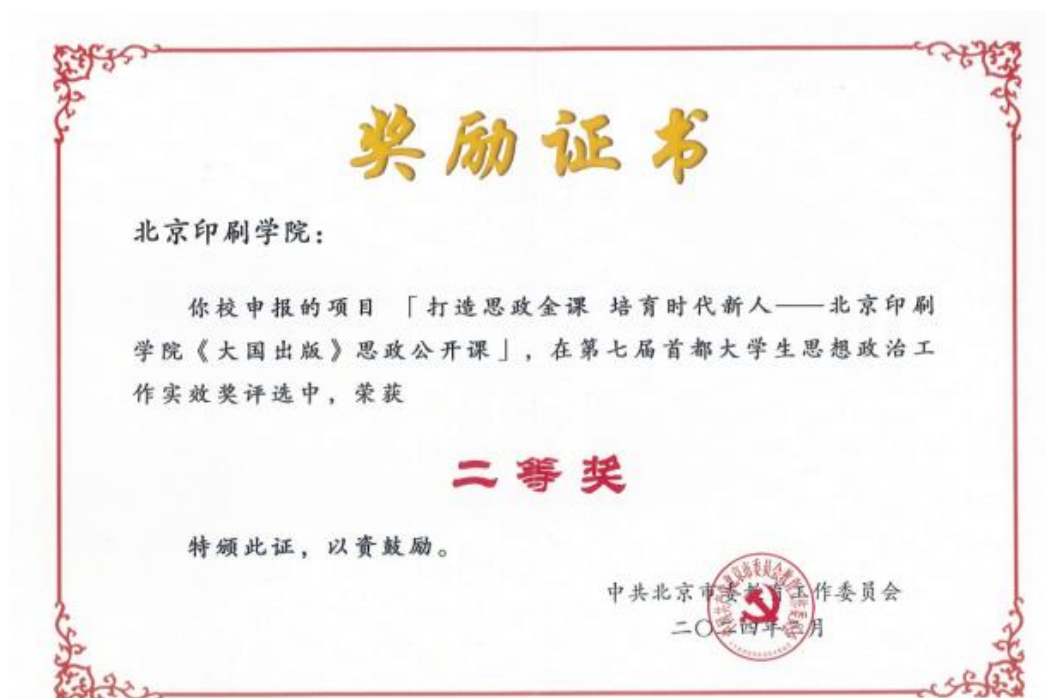 奖励证书
北京印刷学院：
你校申报的项目 「打造思政金课 培育时代新人——北京印刷
学院《大国出版》思政公开课」，在第七届首都大学生思想政治工
作实效奖评选中，荣获
二等奖
特颁此证，以资鼓励。
中共北京市委教育工作委员会
二〇二四年 月